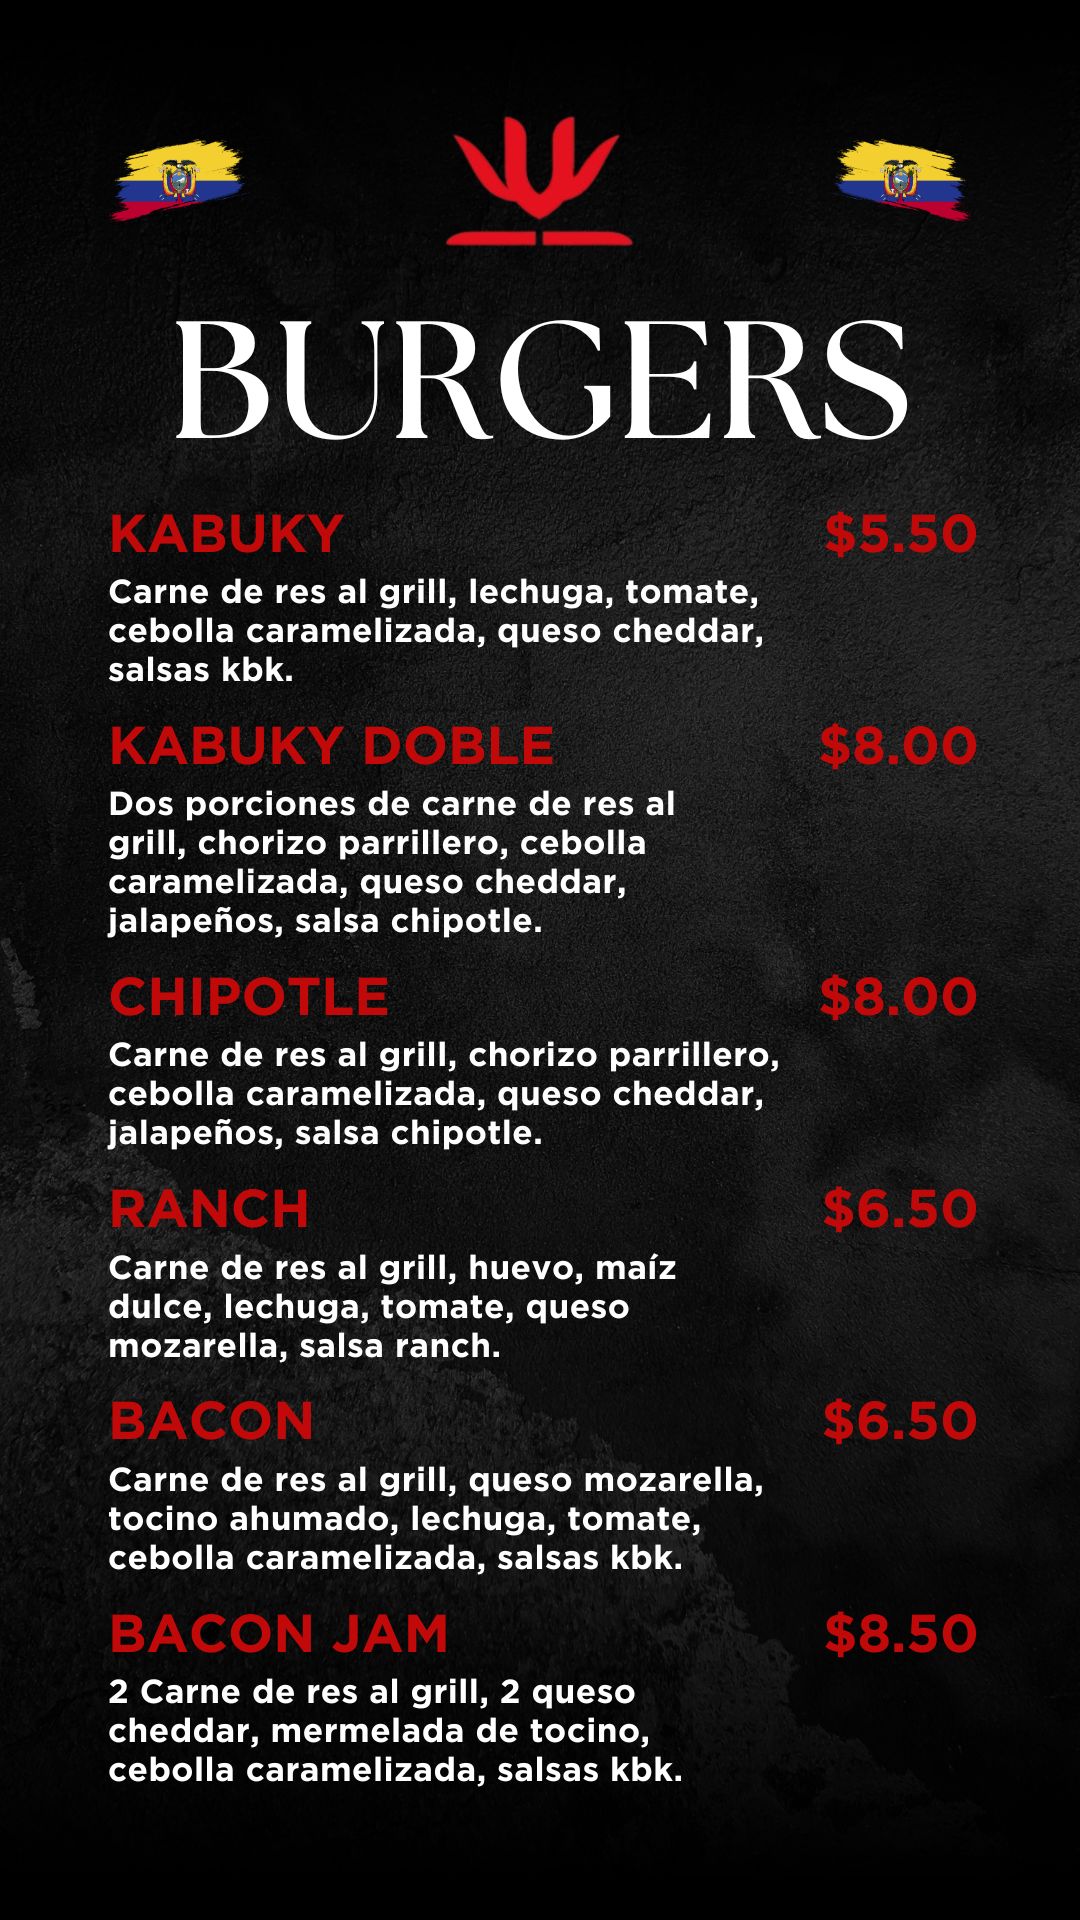 BURGERS
KABUKY $5.50
Carne de res al grill, lechuga, tomate,
cebolla caramelizada, queso cheddar,
salsas kbk.
KABUKY DOBLE $8.00
Dos porciones de carne de res al
grill, chorizo parrillero, cebolla
caramelizada, queso cheddar,
jalapeños, salsa chipotle.
CHIPOTLE $8.00
Carne de res al grill, chorizo parrillero,
cebolla caramelizada, queso cheddar,
jalapeños, salsa chipotle.
RANCH $6.50
Carne de res al grill, huevo, maíz
dulce, lechuga, tomate, queso
mozarella, salsa ranch.
BACON $6.50
Carne de res al grill, queso mozarella,
tocino ahumado, lechuga, tomate,
cebolla caramelizada, salsas kbk.
BACON JAM $8.50
2 Carne de res al grill, 2 queso
cheddar, mermelada de tocino,
cebolla caramelizada, salsas kbk.